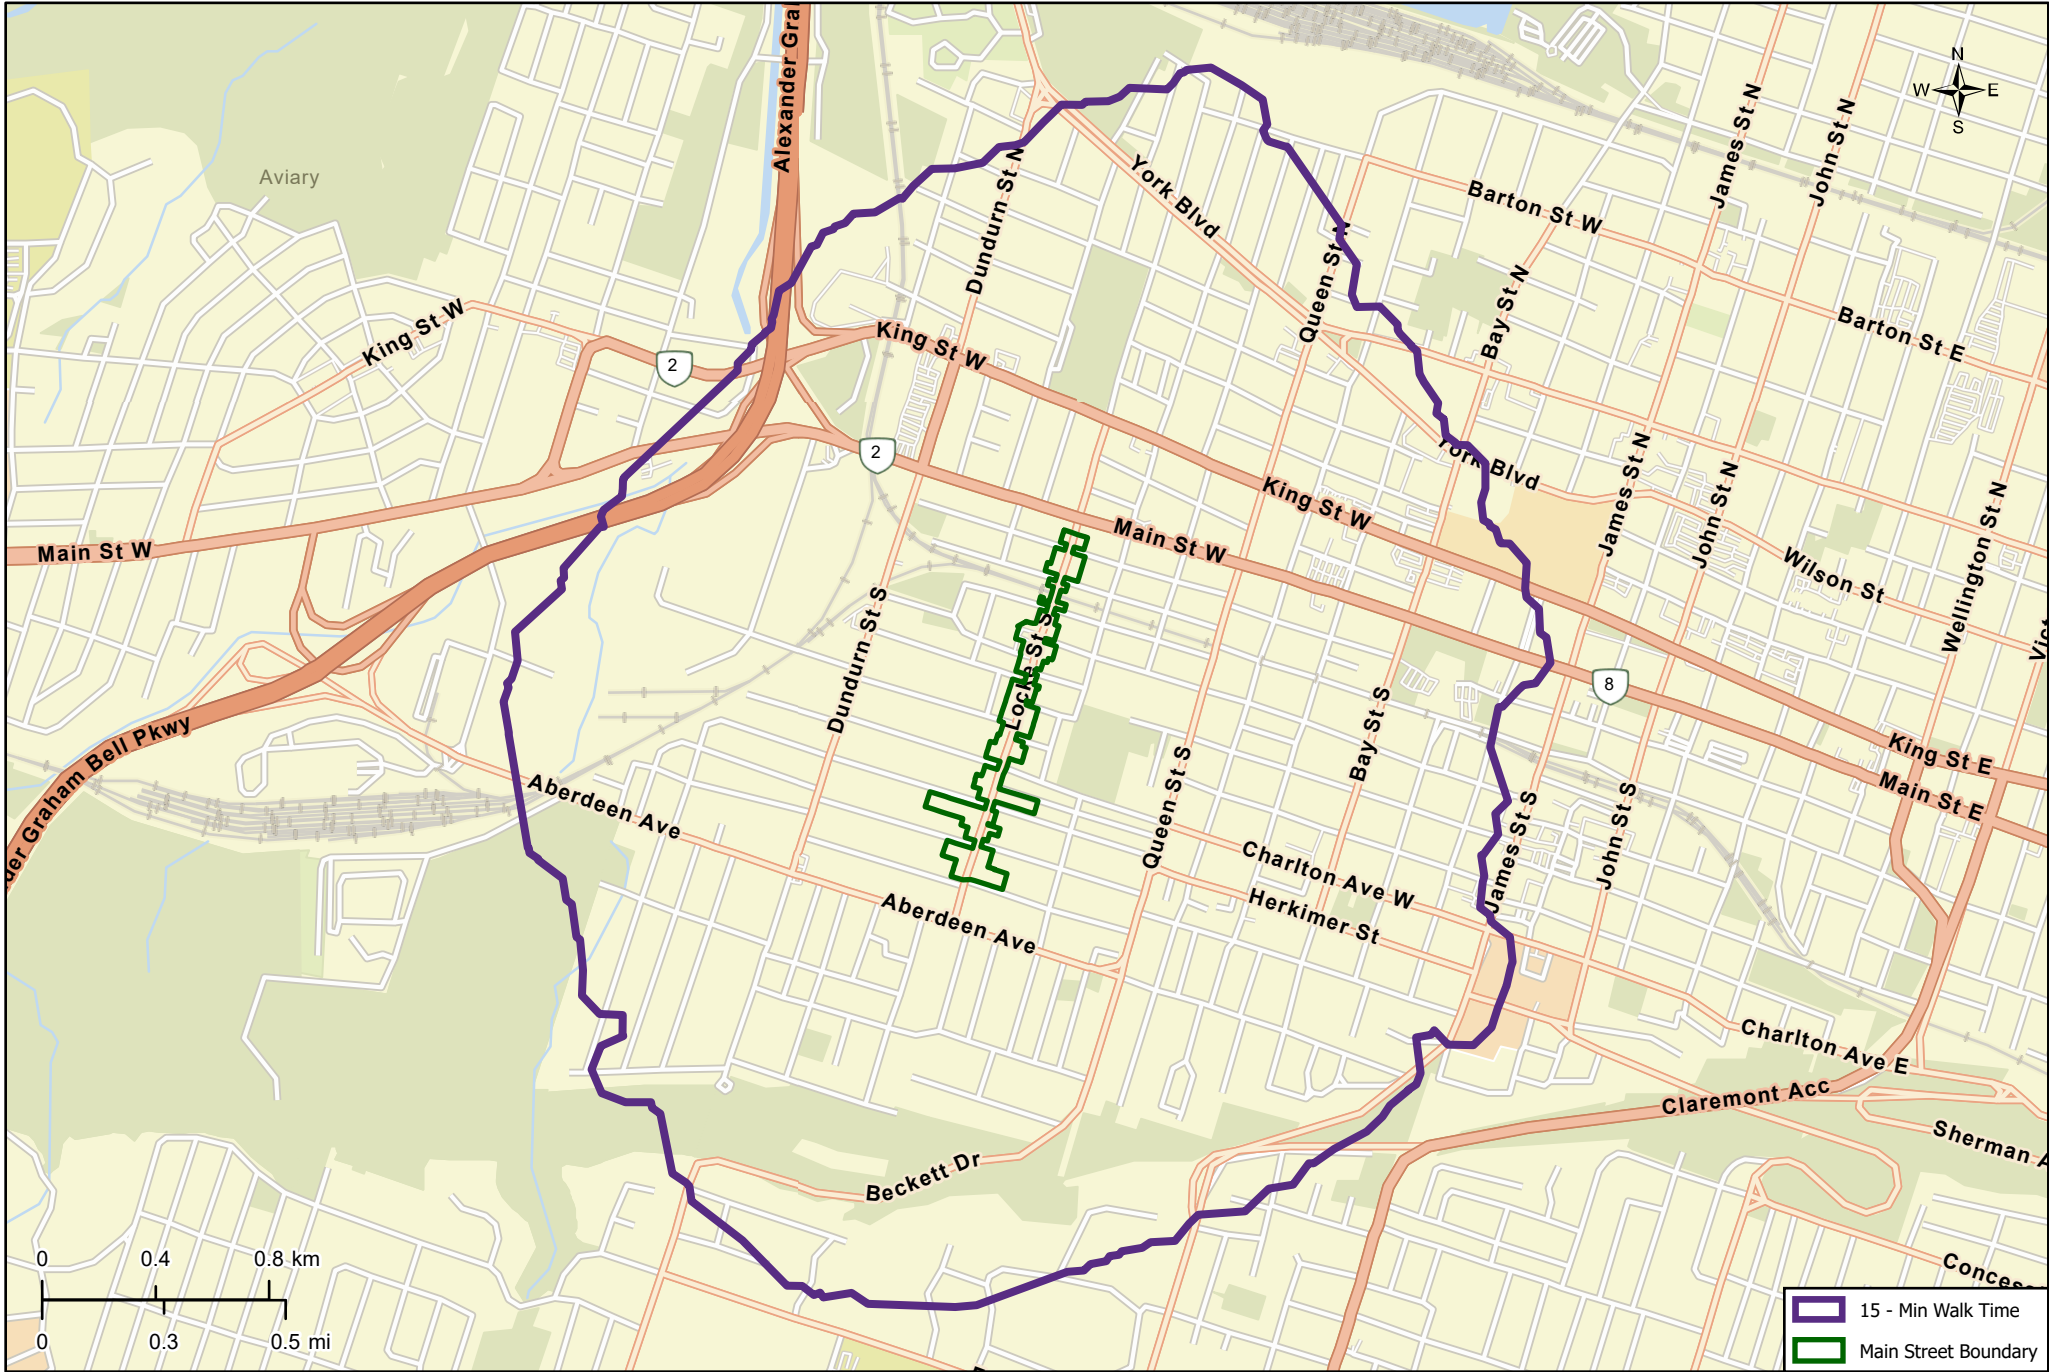 Alexander Gra
N
W E
S
James St N
John St N
Aviary
Dundurn St N
York Blvd
Barton St W
Queen St N
Bay St N
King St W
2
King St W
Barton St E
2
York Blvd
King St W
James St N
John St N
Main St W
Main St W
Wilson St
Wellington St N
Vict
Dundurn St S
Locke St S
8
Bay St S
der Graham Bell Pkwy
King St E
Main St E
Aberdeen Ave
Queen St S
James St S
John St S
Charlton Ave W
Herkimer St
Aberdeen Ave
Charlton Ave E
Claremont Acc
Sherman A
Beckett Dr
Concess
0 0.4 0.8 km
0 0.3 0.5 mi
15 - Min Walk Time
Main Street Boundary